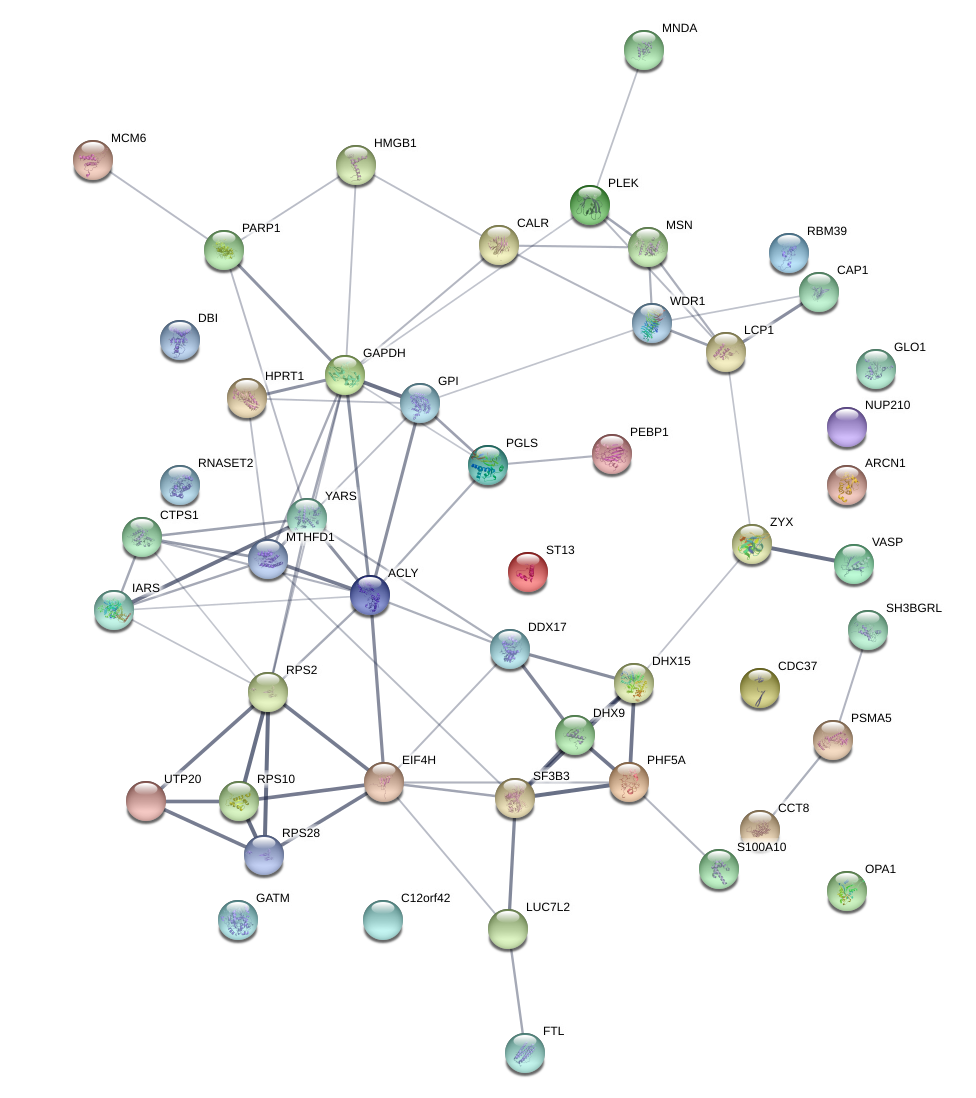 MNDA
MCM6
HMGB1
PLEK
PARP1
CALR
MSN
RBM39
CAP1
WDR1
DBI
LCP1
GAPDH
GLO1
HPRT1
GPI
NUP210
PGLS
PEBP1
RNASET2
ARCN1
YARS
CTPS1
ZYX
MTHFD1
VASP
ST13
ACLY
IARS
SH3BGRL
DDX17
DHX15
RPS2
CDC37
DHX9
PSMA5
EIF4H
SF3B3
PHF5A
UTP20
RPS10
CCT8
RPS28
S100A10
OPA1
GATM
C12orf42
LUC7L2
FTL